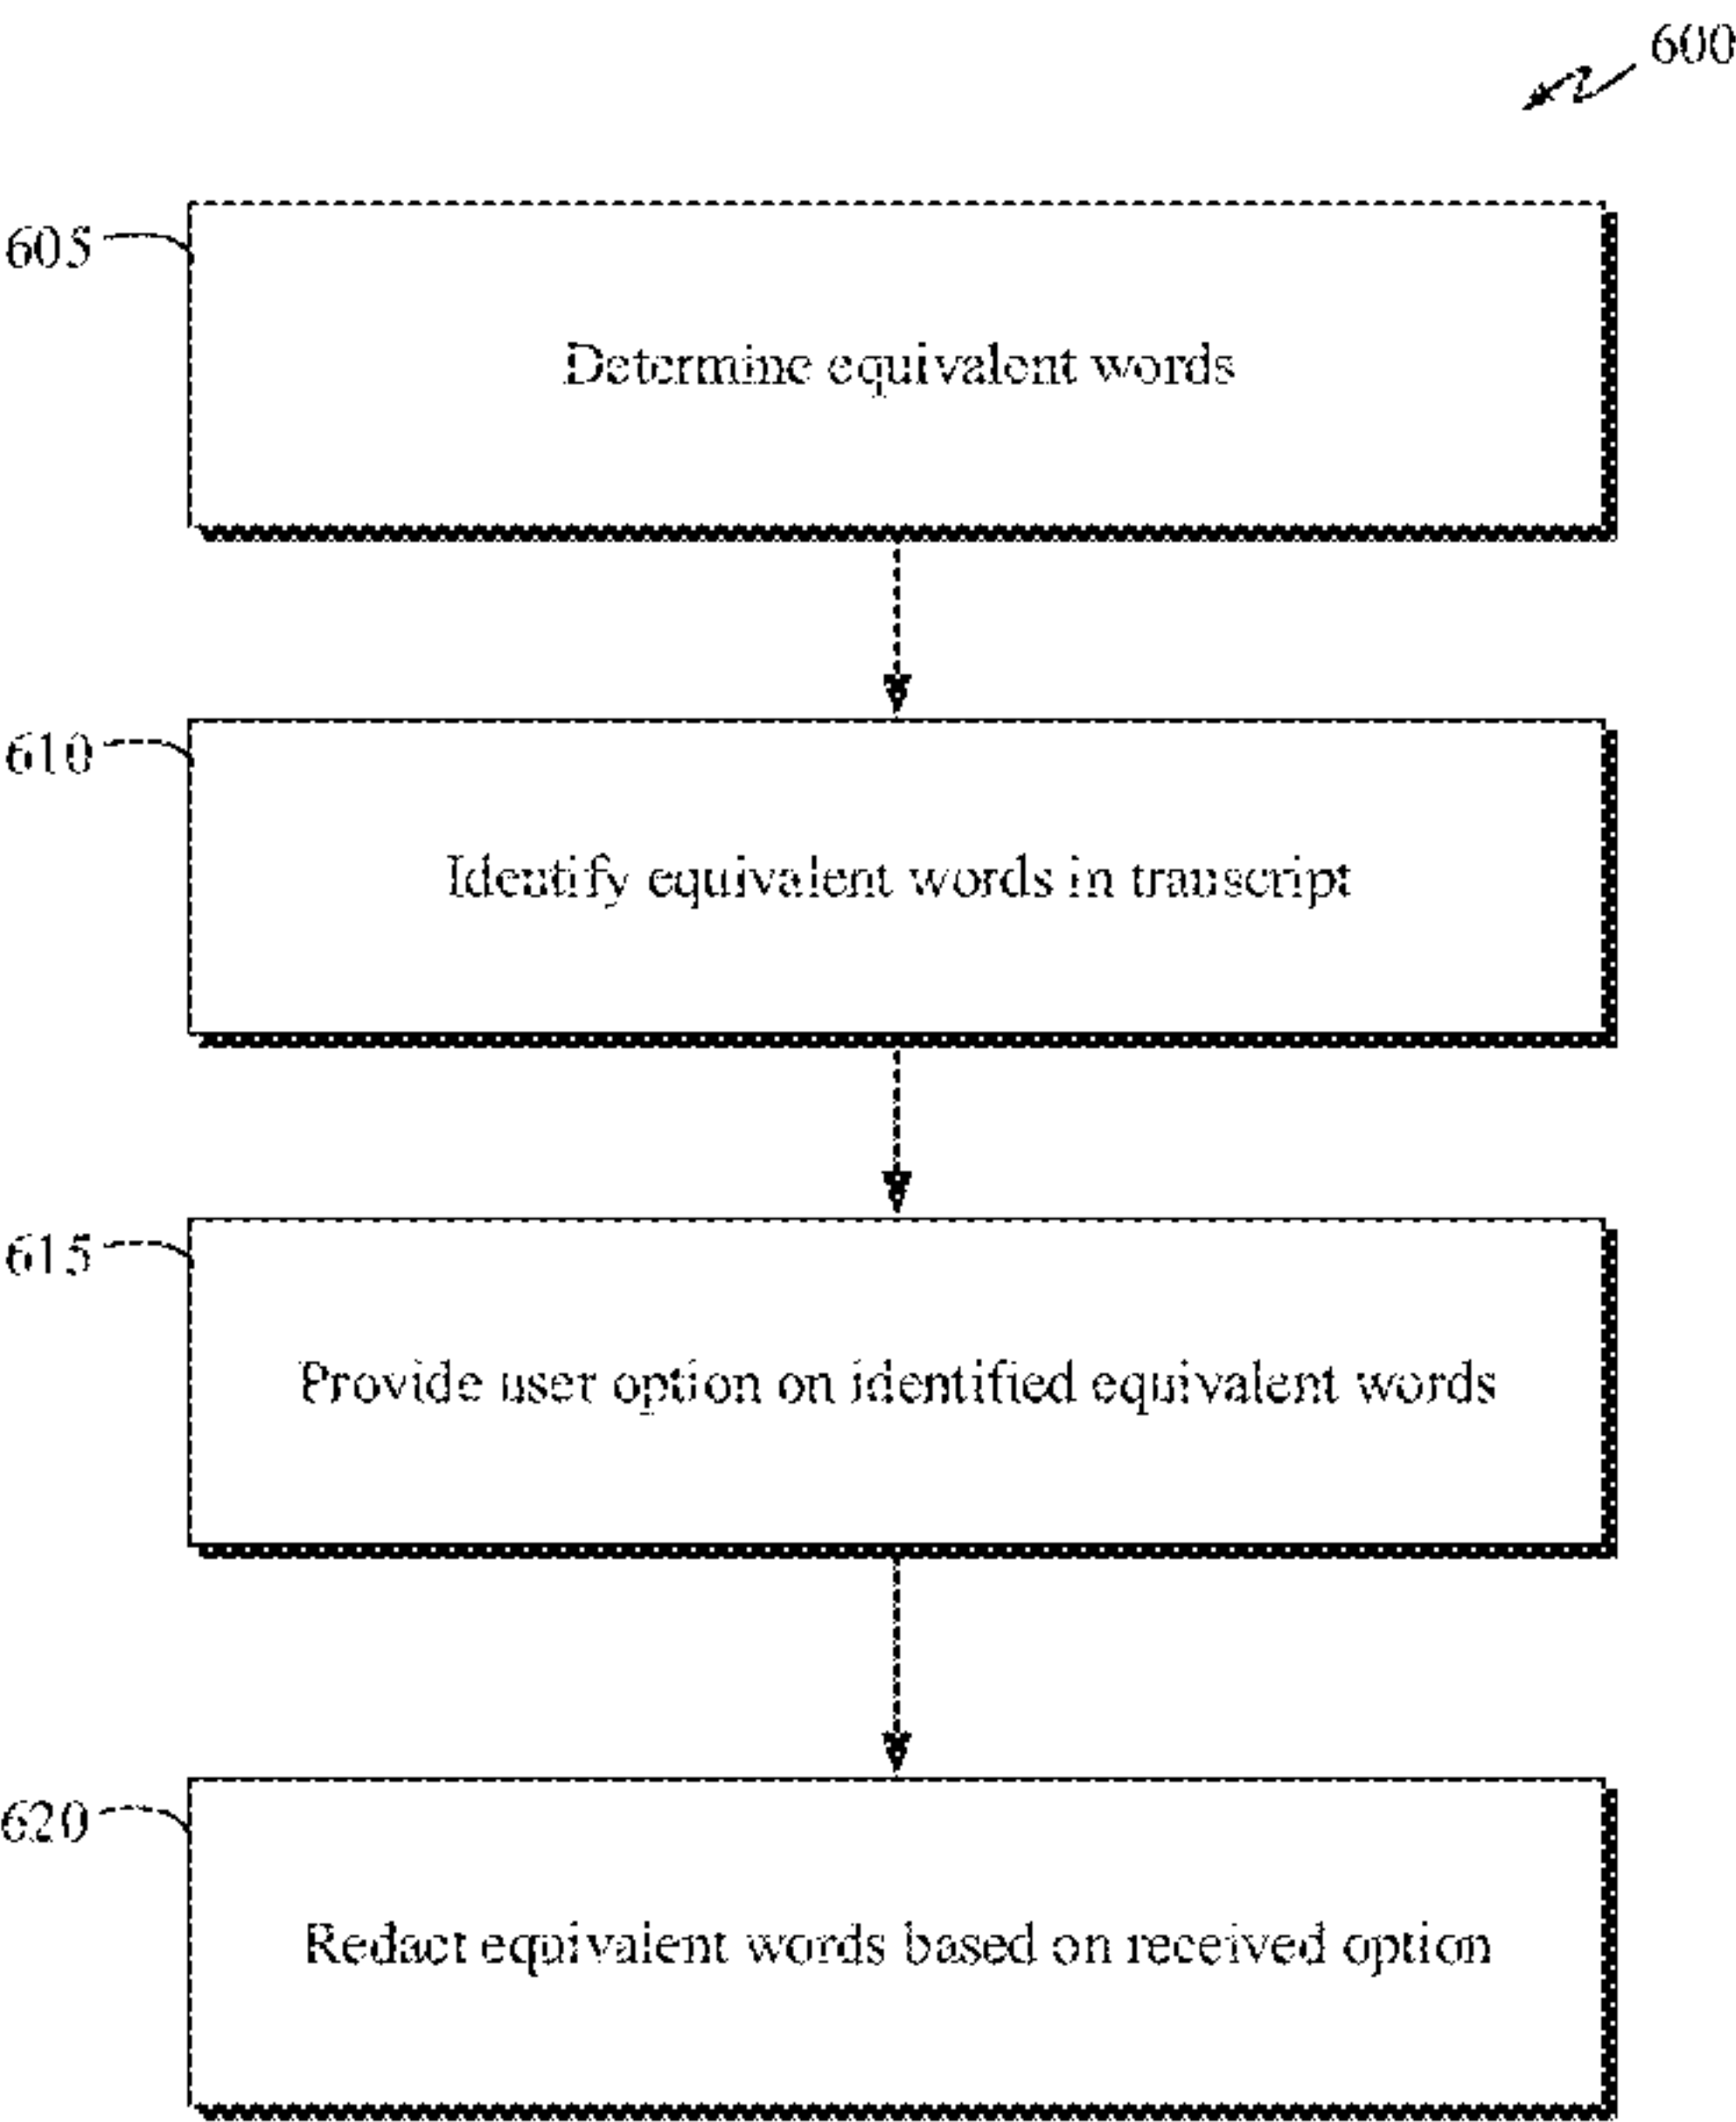 600
605
Determine equivalent words
610
Identify equivalent words in transcript
615
Provide user option on identified equivalent words
620
Redact equivalent words based on received option